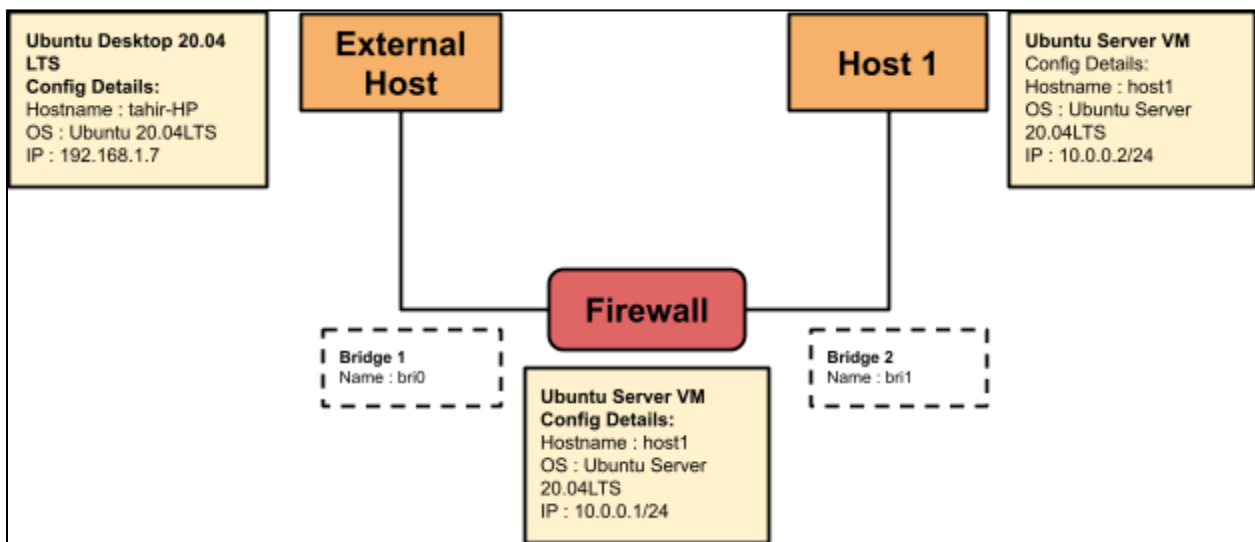 Ubuntu Desktop 20.04
LTS
Config Details:
Hostname : tahir-HP
OS : Ubuntu 20.04LTS
IP : 192.168.1.7
External
Host
Host 1
Ubuntu Server VM
Config Details:
Hostname : host1
OS : Ubuntu Server
20.04LTS
IP : 10.0.0.2/24
Firewall
Bridge 1
Name : bri0
Bridge 2
Name : bri1
Ubuntu Server VM
Config Details:
Hostname : host1
OS : Ubuntu Server
20.04LTS
IP : 10.0.0.1/24